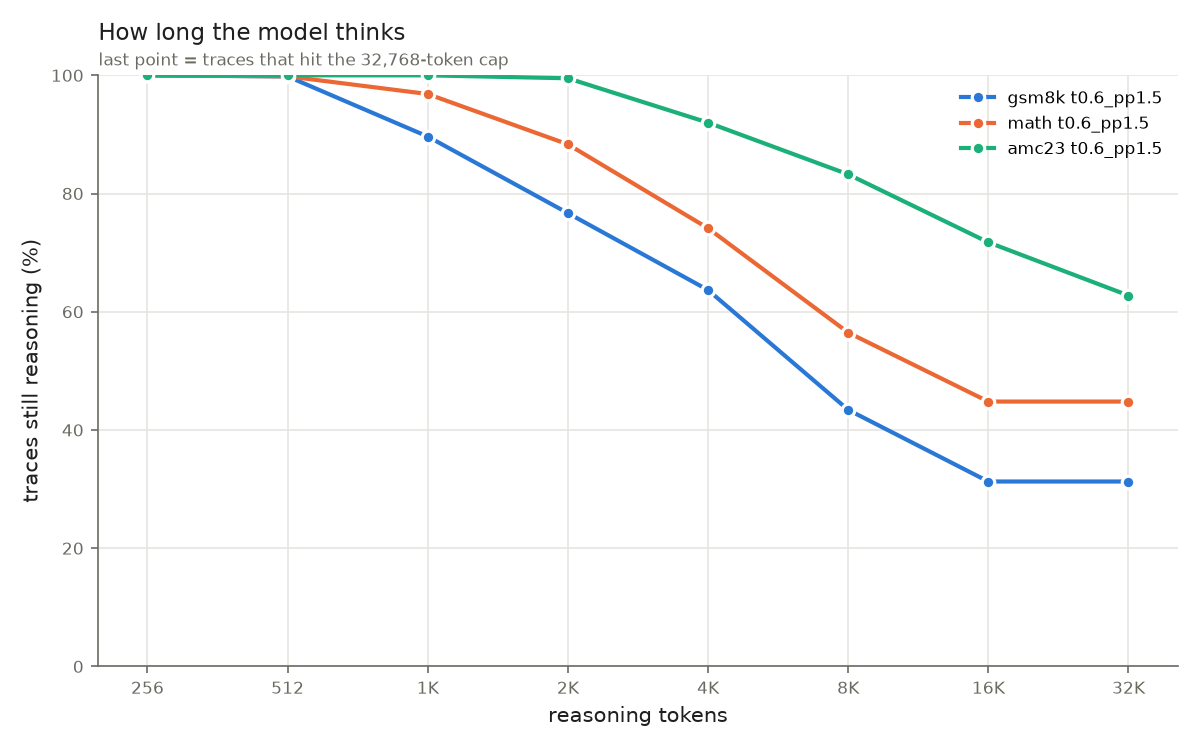 How long the model thinks
last point = traces that hit the 32,768-token cap
gsm8k t0.6_pp1.5
math t0.6_pp1.5
amc23 t0.6_pp1.5
traces still reasoning (%)
100
80
60
40
20
0
256 512 1K 2K 4K 8K 16K 32K
reasoning tokens